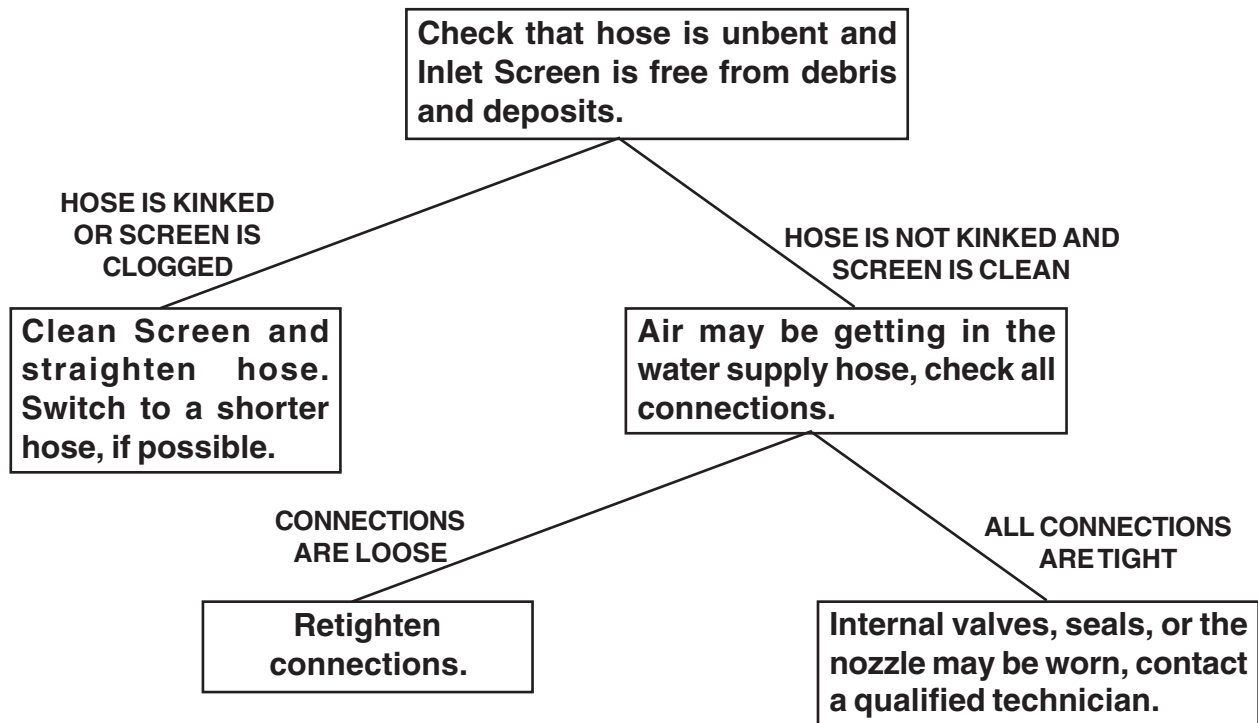 Check that hose is unbent and
Inlet Screen is free from debris
and deposits.
HOSE IS KINKED
OR SCREEN IS
CLOGGED
HOSE IS NOT KINKED AND
SCREEN IS CLEAN
Clean Screen and
straighten hose.
Switch to a shorter
hose, if possible.
Air may be getting in the
water supply hose, check all
connections.
CONNECTIONS
ARE LOOSE
ALL CONNECTIONS
ARE TIGHT
Retighten
connections.
Internal valves, seals, or the
nozzle may be worn, contact
a qualified technician.